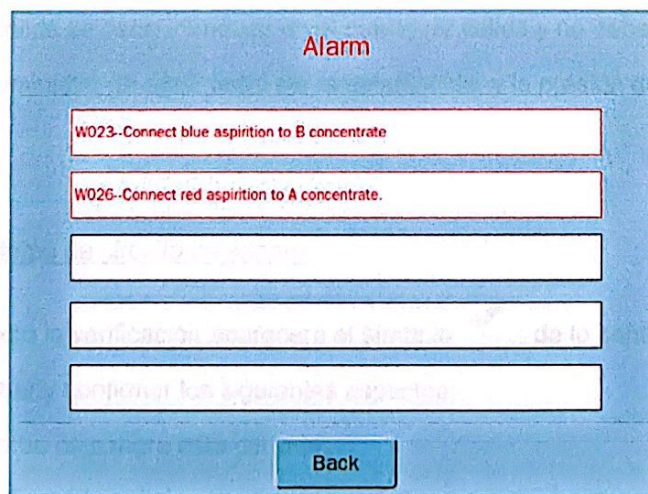 Alarm
W023--Connect blue aspirition to B concentrate
W026--Connect red aspirition to A concentrate.
Back